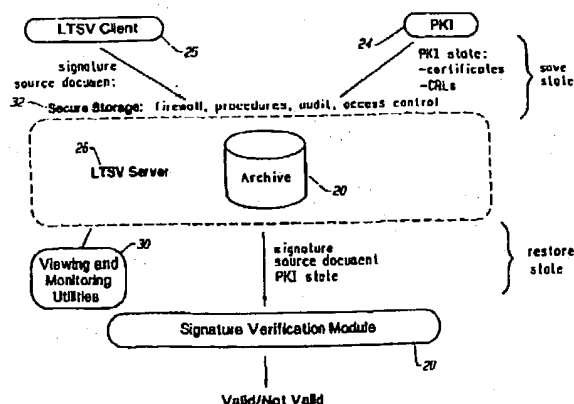 LTSV Client
25
PKI
24
signature
source document:
PKI state:
-certificates
-CRLs
save
state
32
Secure Storage: firewall, procedures, audit, access control
26
LTSV Server
Archive
20
30
Viewing and
Monitoring
Utilities
signature
source document
PKI state
restore
state
Signature Verification Module
20
Valid/Not Valid